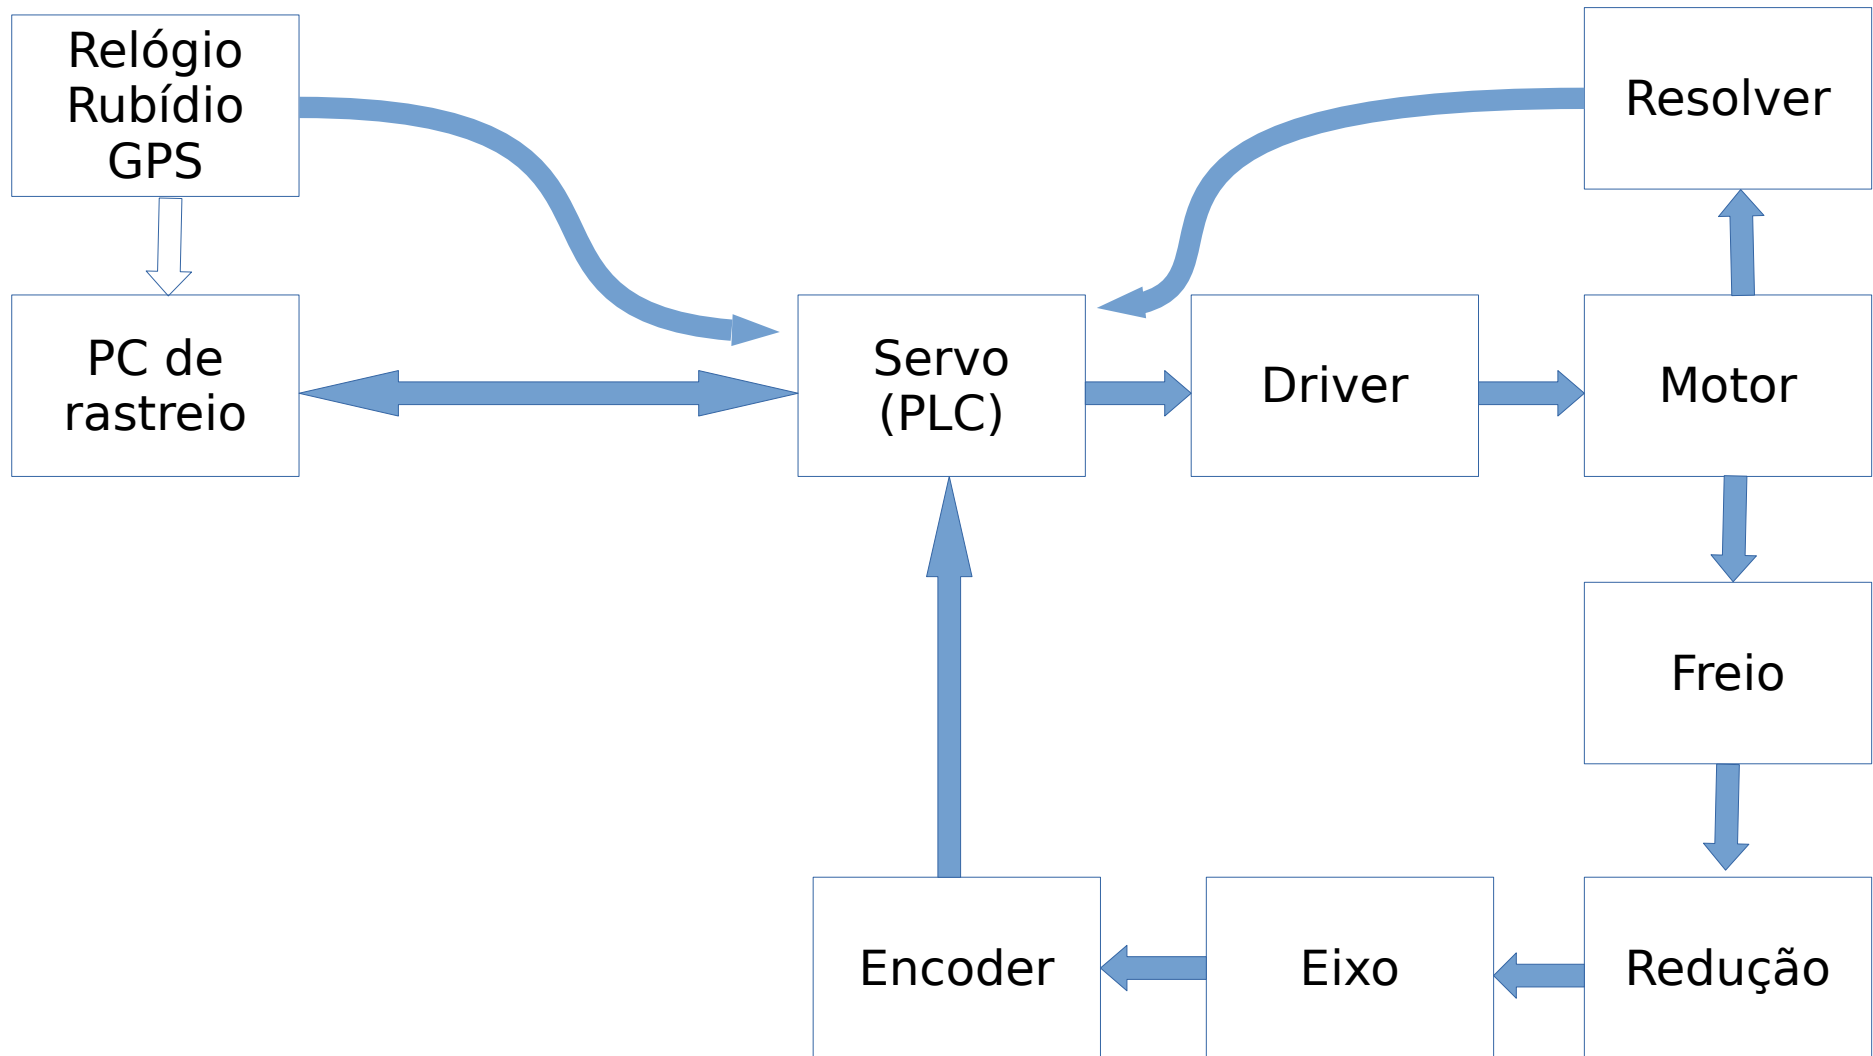 Relógio
Rubídio
GPS
Resolver
PC de
rastreio
Servo
(PLC)
Driver
Motor
Freio
Encoder
Eixo
Redução